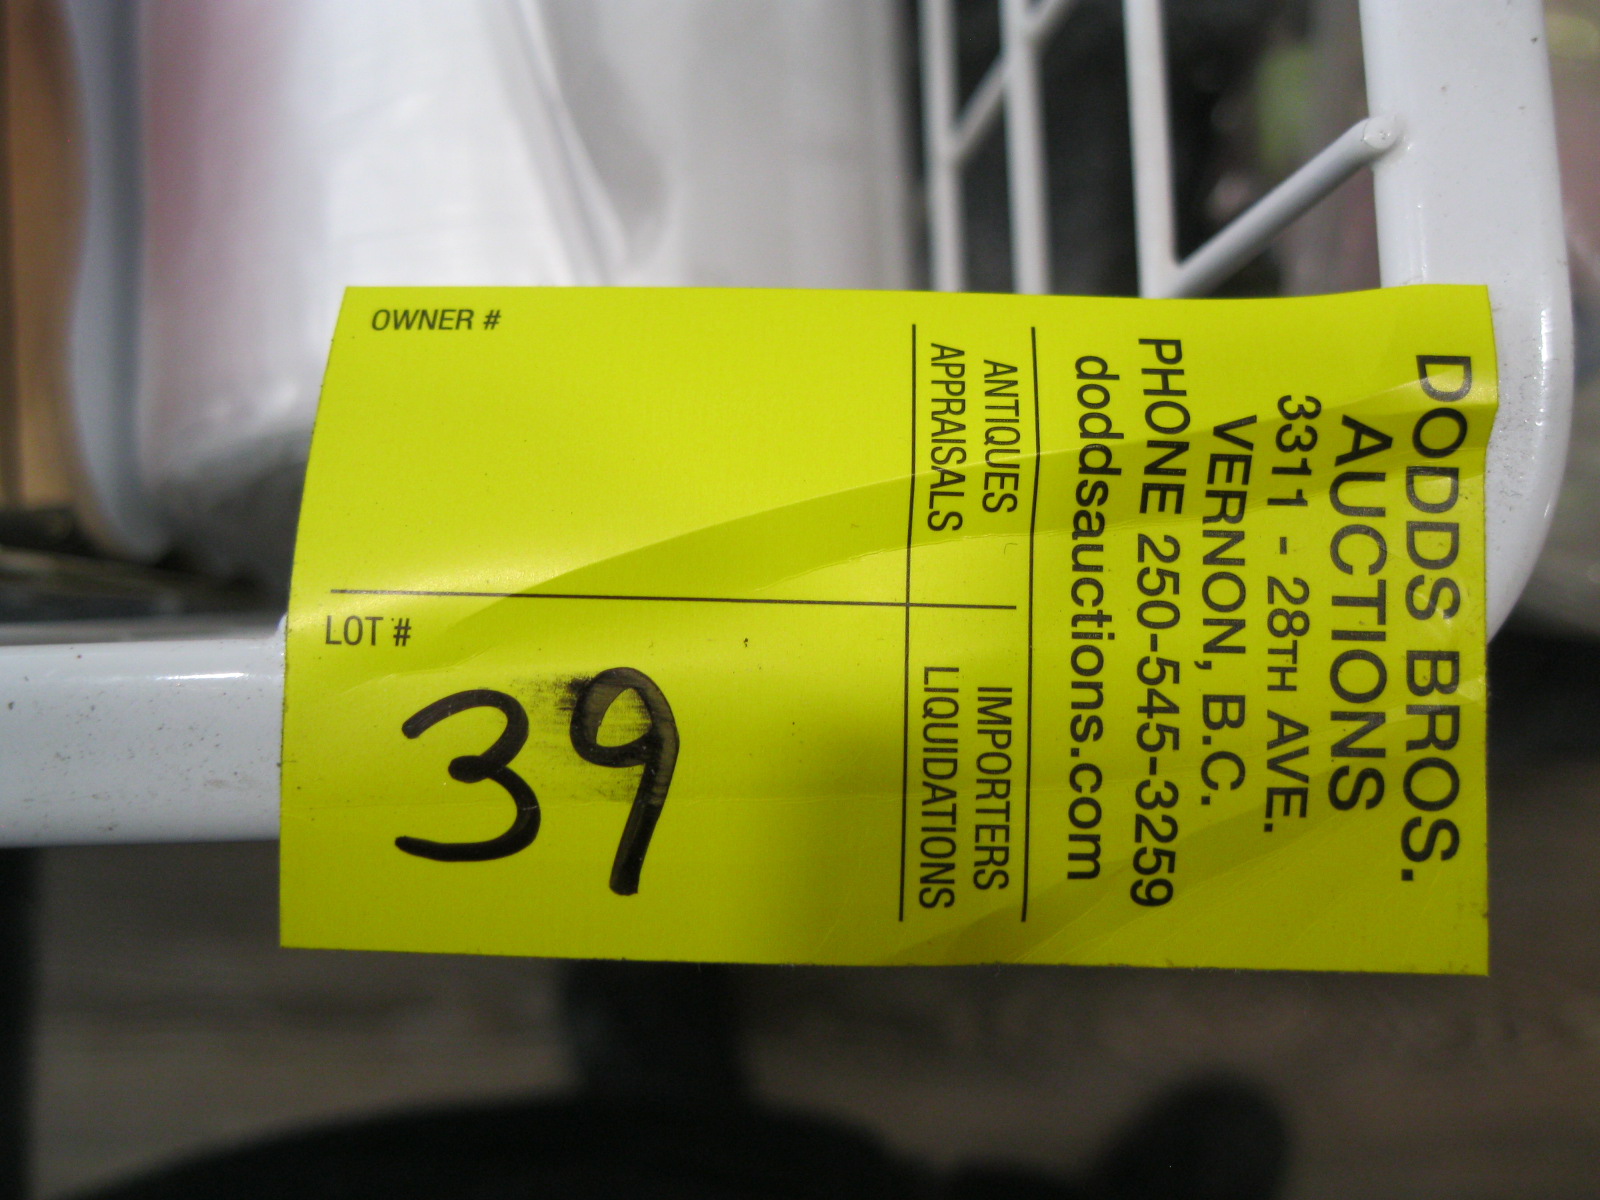 DODDS BROS.
AUCTIONS
3311 - 28TH AVE.
VERNON, B.C.
PHONE 250-545-3259
doddsauctions.com
ANTIQUES IMPORTERS
APPRAISALS LIQUIDATIONS
OWNER #
LOT #
39